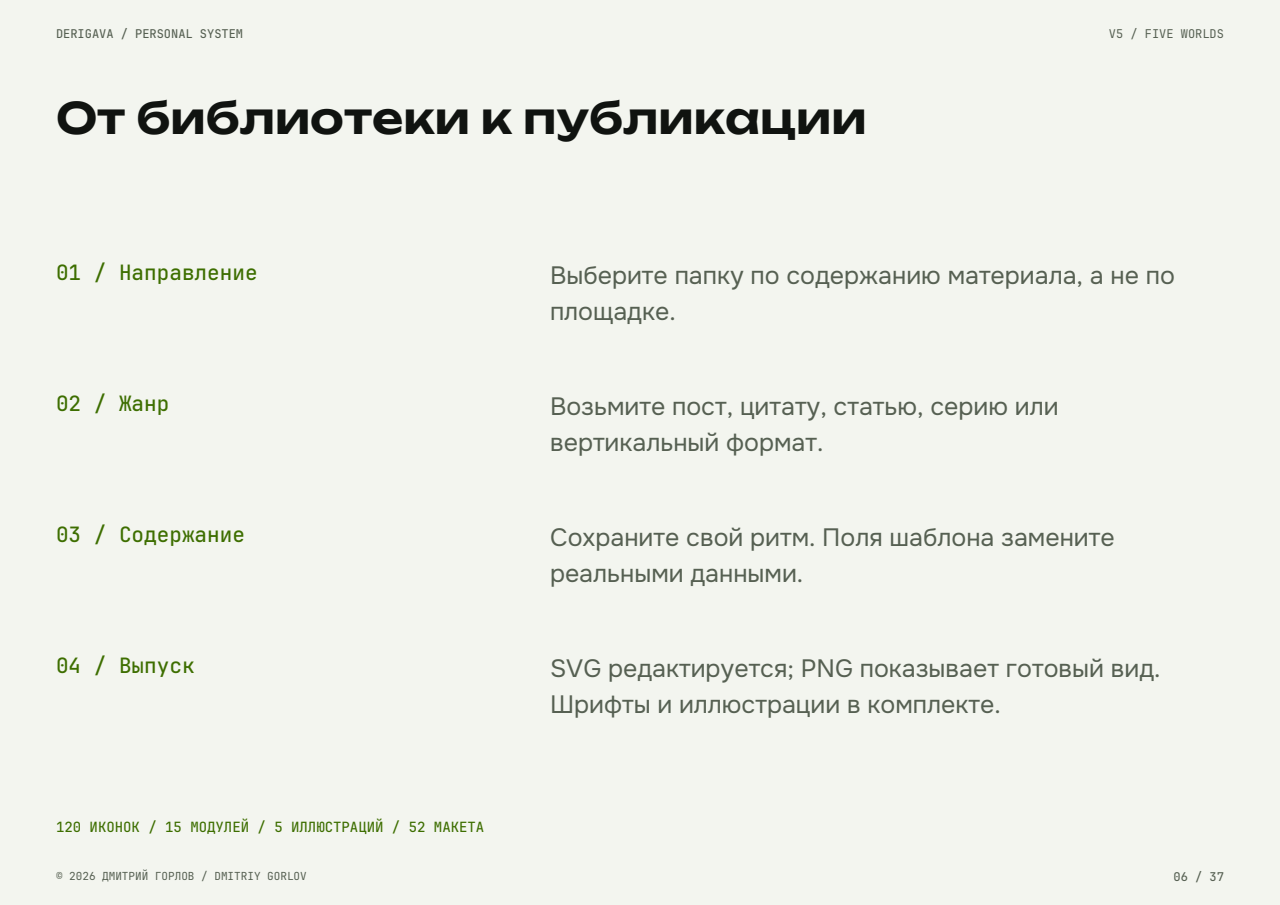 DERIGAVA / PERSONAL SYSTEM
V5 / FIVE WORLDS
От библиотеки к публикации
01 / Направление
Выберите папку по содержанию материала, а не по
площадке.
02 / Жанр
Возьмите пост, цитату, статью, серию или
вертикальный формат.
03 / Содержание
Сохраните свой ритм. Поля шаблона замените
реальными данными.
04 / Выпуск
SVG редактируется; PNG показывает готовый вид.
Шрифты и иллюстрации в комплекте.
120 ИКОНОК / 15 МОДУЛЕЙ / 5 ИЛЛЮСТРАЦИЙ / 52 МАКЕТА
© 2026 ДМИТРИЙ ГОРЛОВ / DMITRIY GORLOV
06 / 37